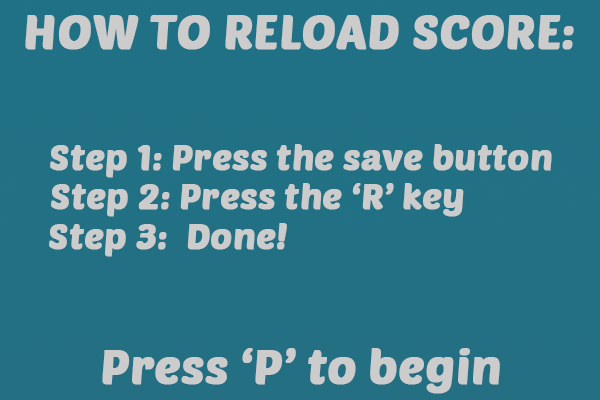 HOW TO RELOAD SCORE:
Step 1: Press the save button
Step 2: Press the ‘R’ key
Step 3:  Done!
Press ‘P’ to begin